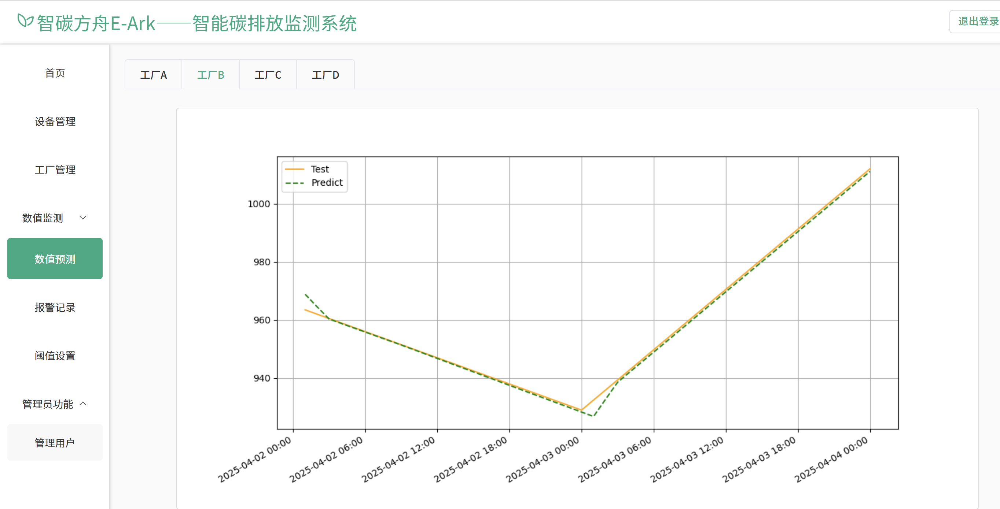 智碳方舟E-Ark——智能碳排放监测系统
退出登录
首页
设备管理
工厂管理
数值监测
数值预测
报警记录
阈值设置
管理员功能
管理用户
工厂A
工厂B
工厂C
工厂D
Test
Predict
1000
980
960
940
2025-04-02 00:00
2025-04-02 06:00
2025-04-02 12:00
2025-04-02 18:00
2025-04-03 00:00
2025-04-03 06:00
2025-04-03 12:00
2025-04-03 18:00
2025-04-04 00:00